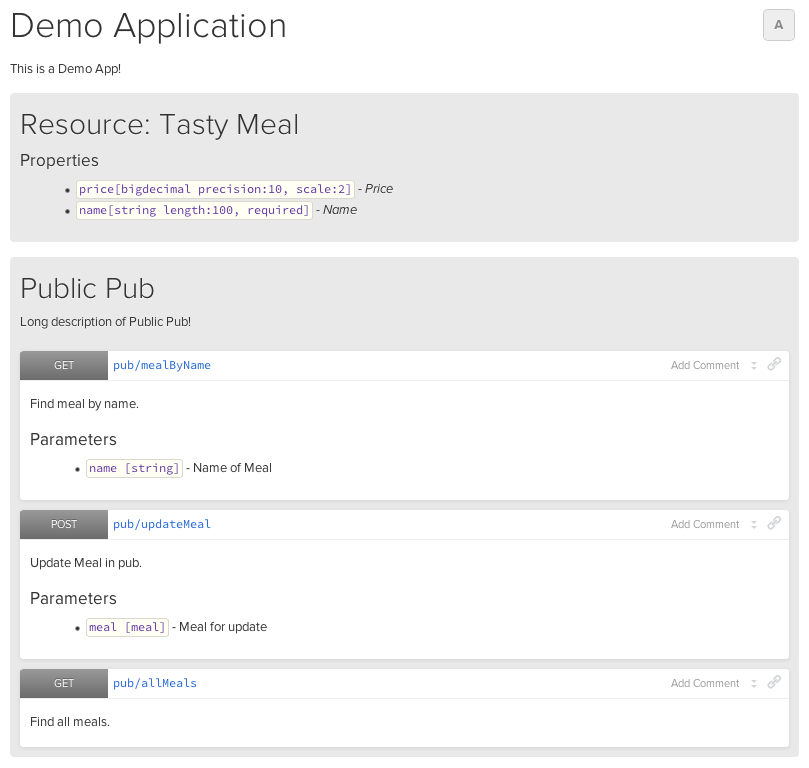 Demo Application
A
This is a Demo App!
Resource: Tasty Meal
Properties
price[bigdecimal precision:10, scale:2] - Price
name[string length:100, required] - Name
Public Pub
Long description of Public Pub!
GET pub/mealByName Add Comment
Find meal by name.
Parameters
name [string] - Name of Meal
POST pub/updateMeal Add Comment
Update Meal in pub.
Parameters
meal [meal] - Meal for update
GET pub/allMeals Add Comment
Find all meals.